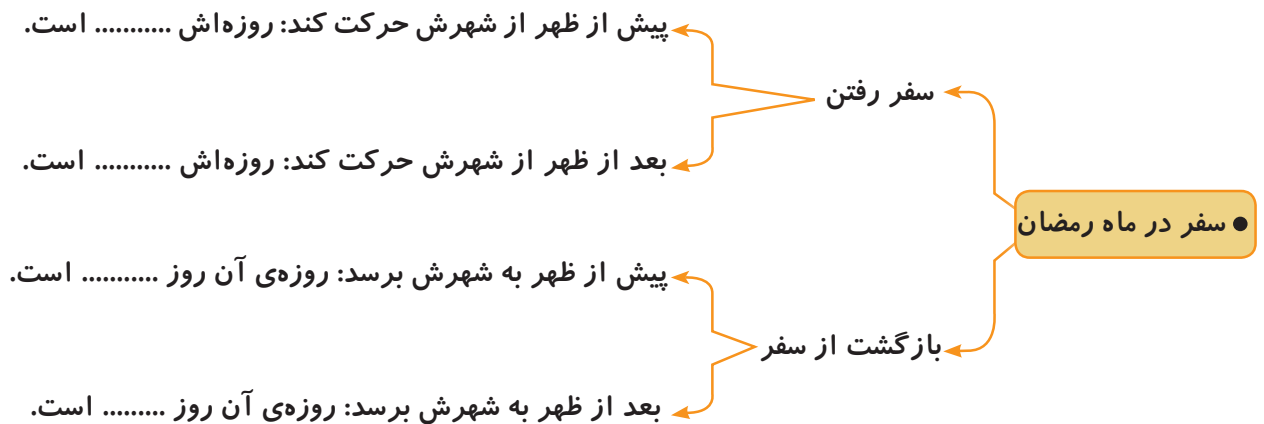 ● سفر در ماه رمضان
سفر رفتن
پیش از ظهر از شهرش حرکت کند: روزه‌اش ........... است.
بعد از ظهر از شهرش حرکت کند: روزه‌اش ........... است.
بازگشت از سفر
پیش از ظهر به شهرش برسد: روزه‌ی آن روز ........... است.
بعد از ظهر به شهرش برسد: روزه‌ی آن روز ......... است.